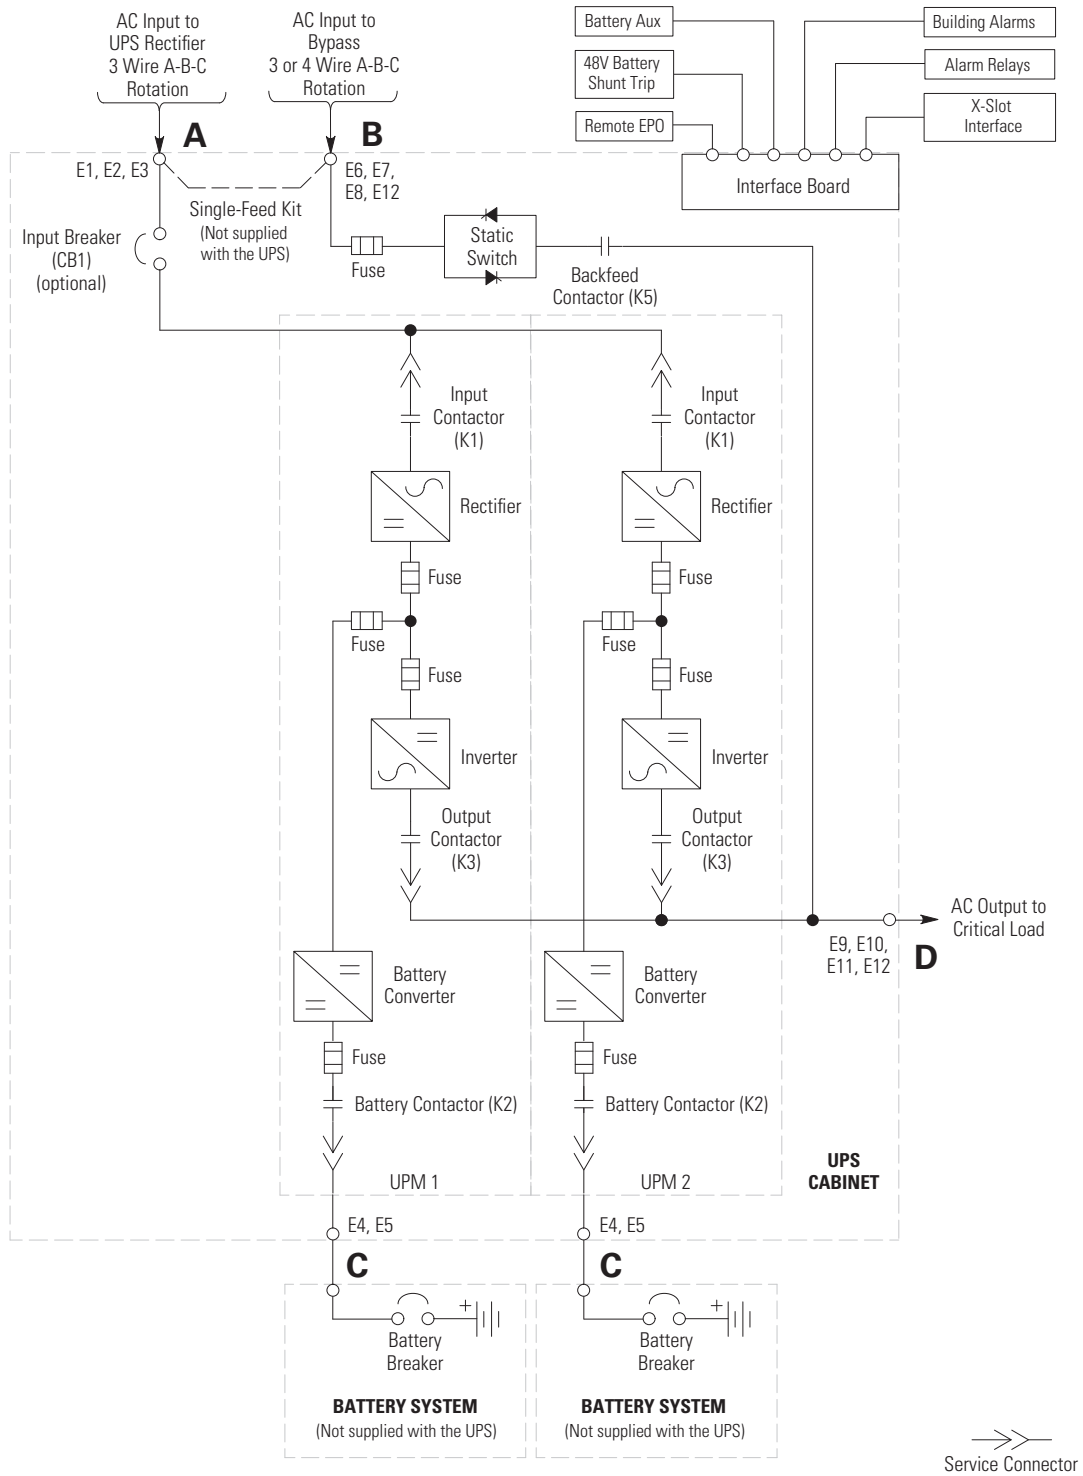 AC Input to
UPS Rectifier
3 Wire A-B-C
Rotation
AC Input to
Bypass
3 or 4 Wire A-B-C
Rotation
Battery Aux
48V Battery
Shunt Trip
Remote EPO
Building Alarms
Alarm Relays
X-Slot
Interface
Interface Board
A
B
E1, E2, E3
E6, E7,
E8, E12
Single-Feed Kit
(Not supplied
with the UPS)
Input Breaker
(CB1)
(optional)
Fuse
Static
Switch
Backfeed
Contactor (K5)
Input
Contactor
(K1)
Input
Contactor
(K1)
Rectifier
Rectifier
Fuse
Fuse
Fuse
Fuse
Fuse
Fuse
Inverter
Inverter
Output
Contactor
(K3)
Output
Contactor
(K3)
AC Output to
Critical Load
E9, E10,
E11, E12
D
Battery
Converter
Battery
Converter
Fuse
Fuse
Battery Contactor (K2)
Battery Contactor (K2)
UPM 1
UPM 2
UPS
CABINET
E4, E5
E4, E5
C
C
+
+
Battery
Breaker
Battery
Breaker
BATTERY SYSTEM
(Not supplied with the UPS)
BATTERY SYSTEM
(Not supplied with the UPS)
Service Connector